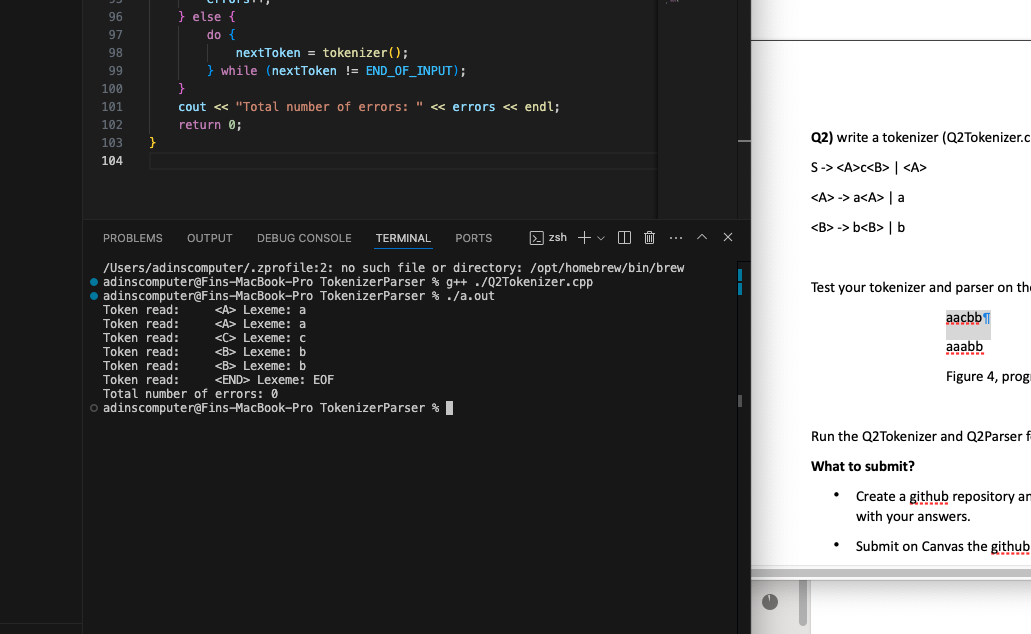 95 errors++;
96 } else {
97 do {
98 nextToken = tokenizer();
99 } while (nextToken != END_OF_INPUT);
100 }
101 cout << "Total number of errors: " << errors << endl;
102 return 0;
103 }
104
PROBLEMS OUTPUT DEBUG CONSOLE TERMINAL PORTS zsh
/Users/adinscomputer/.zprofile:2: no such file or directory: /opt/homebrew/bin/brew
adinscomputer@Fins-MacBook-Pro TokenizerParser % g++ ./Q2Tokenizer.cpp
adinscomputer@Fins-MacBook-Pro TokenizerParser % ./a.out
Token read: <A> Lexeme: a
Token read: <A> Lexeme: a
Token read: <C> Lexeme: c
Token read: <B> Lexeme: b
Token read: <B> Lexeme: b
Token read: <END> Lexeme: EOF
Total number of errors: 0
adinscomputer@Fins-MacBook-Pro TokenizerParser %
Q2) write a tokenizer (Q2Tokenizer.c
S -> <A>c<B> | <A>
<A> -> a<A> | a
<B> -> b<B> | b
Test your tokenizer and parser on the
aacbb¶
aaabb
Figure 4, prog
Run the Q2Tokenizer and Q2Parser f
What to submit?
• Create a github repository an
with your answers.
• Submit on Canvas the github